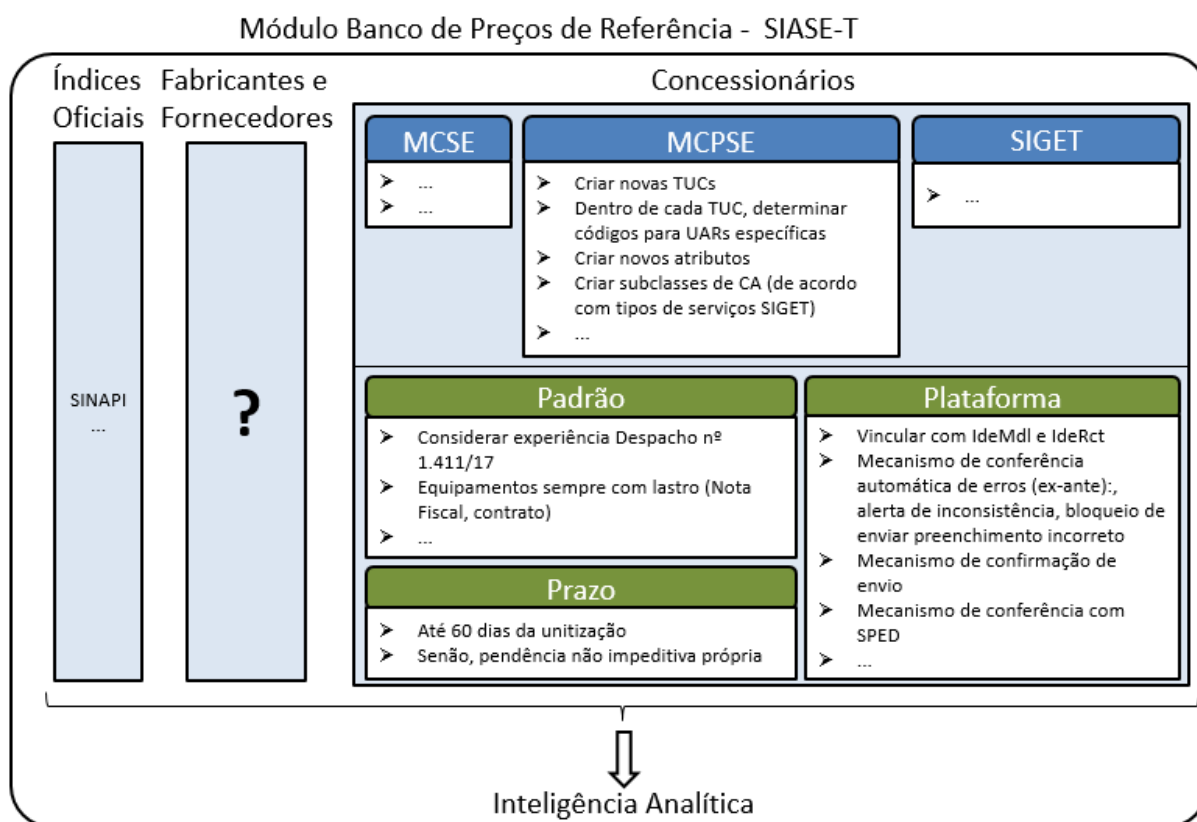 Módulo Banco de Preços de Referência -  SIASE-T
Índices
Oficiais
Fabricantes e
Fornecedores
Concessionários
SINAPI
...
?
MCSE
➢ ...
➢ ...
MCPSE
➢ Criar novas TUCs
➢ Dentro de cada TUC, determinar
códigos para UARs específicas
➢ Criar novos atributos
➢ Criar subclasses de CA (de acordo
com tipos de serviços SIGET)
➢ ...
SIGET
➢ ...
Padrão
➢ Considerar experiência Despacho nº
1.411/17
➢ Equipamentos sempre com lastro (Nota
Fiscal, contrato)
➢ ...
Prazo
➢ Até 60 dias da unitização
➢ Senão, pendência não impeditiva própria
Plataforma
➢ Vincular com IdeMdl e IdeRct
➢ Mecanismo de conferência
automática de erros (ex-ante):,
alerta de inconsistência, bloqueio de
enviar preenchimento incorreto
➢ Mecanismo de confirmação de
envio
➢ Mecanismo de conferência com
SPED
➢ ...
Inteligência Analítica